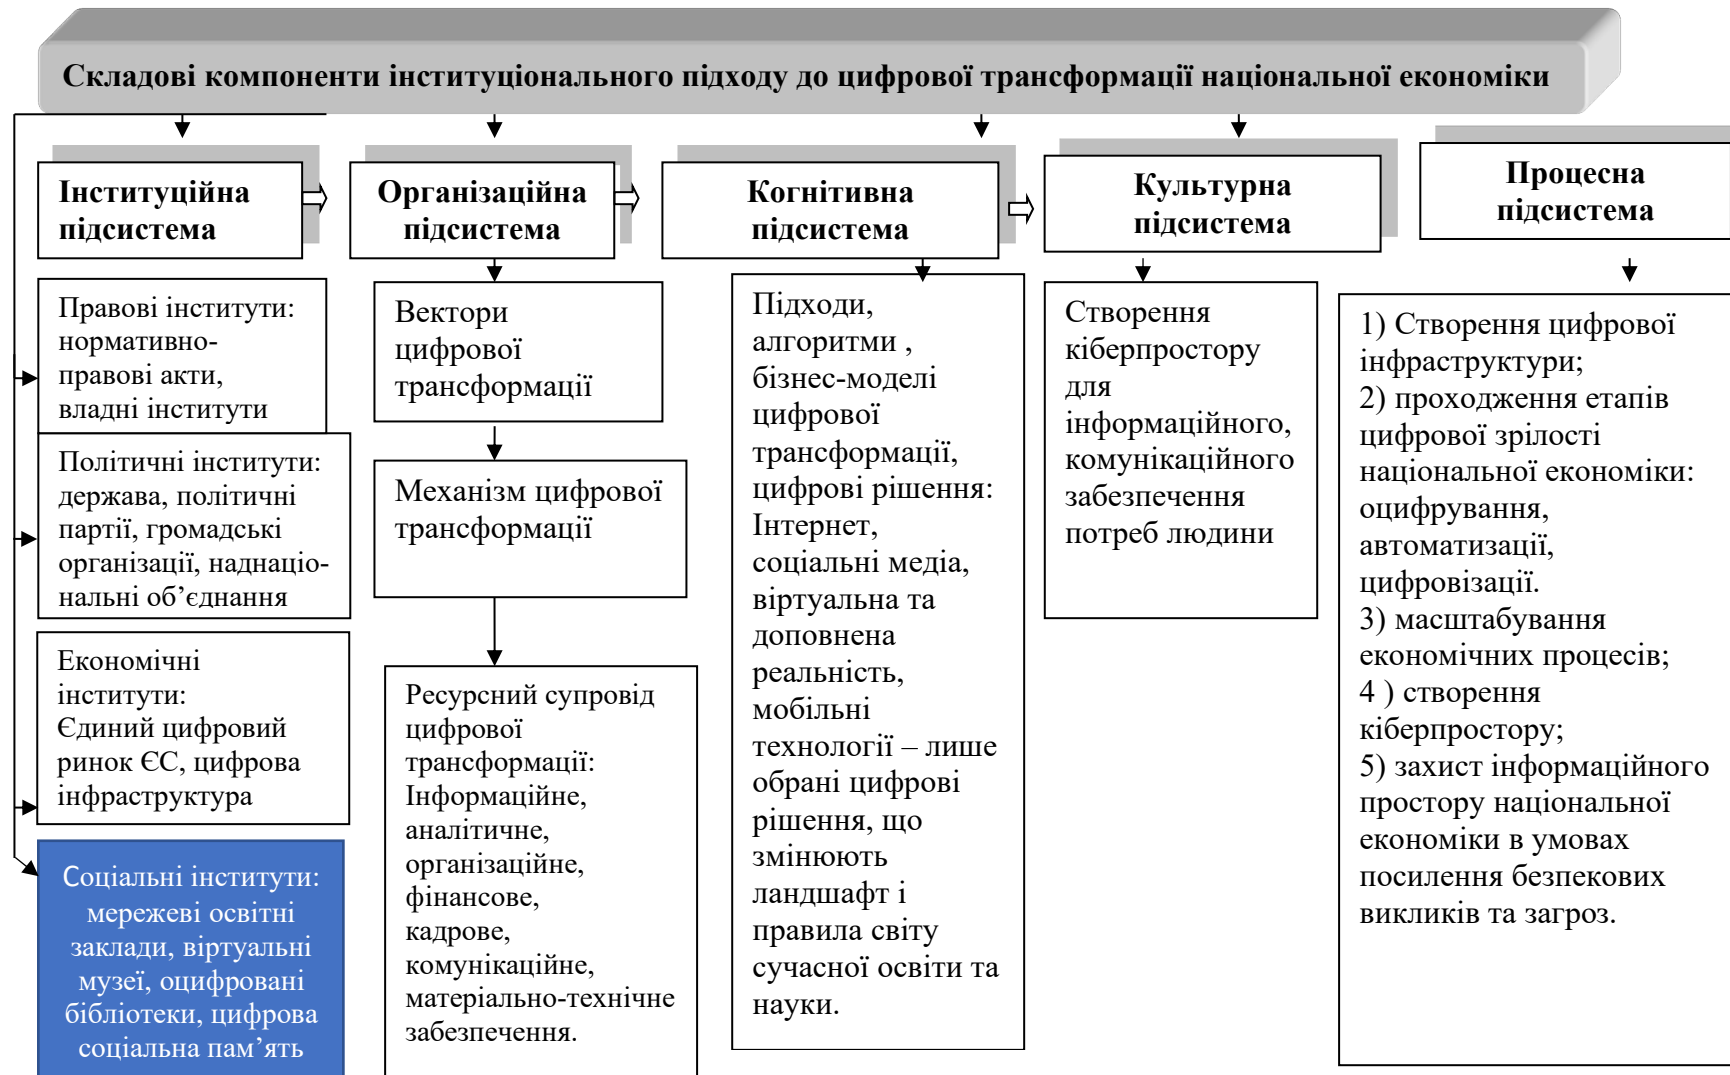 Складові компоненти інституціонального підходу до цифрової трансформації національної економіки
Інституційна
підсистема
Організаційна
підсистема
Когнітивна
підсистема
Культурна
підсистема
Процесна
підсистема
Правові інститути:
нормативно-
правові акти,
владні інститути
Політичні інститути:
держава, політичні
партії, громадські
організації, наднаціо-
нальні об’єднання
Економічні
інститути:
Єдиний цифровий
ринок ЄС, цифрова
інфраструктура
Соціальні інститути:
мережеві освітні
заклади, віртуальні
музеї, оцифровані
бібліотеки, цифрова
соціальна пам’ять
Вектори
цифрової
трансформації
Механізм цифрової
трансформації
Ресурсний супровід
цифрової
трансформації:
Інформаційне,
аналітичне,
організаційне,
фінансове,
кадрове,
комунікаційне,
матеріально-технічне
забезпечення.
Підходи,
алгоритми ,
бізнес-моделі
цифрової
трансформації,
цифрові рішення:
Інтернет,
соціальні медіа,
віртуальна та
доповнена
реальність,
мобільні
технології – лише
обрані цифрові
рішення, що
змінюють
ландшафт і
правила світу
сучасної освіти та
науки.
Створення
кіберпростору
для
інформаційного,
комунікаційного
забезпечення
потреб людини
1) Створення цифрової
інфраструктури;
2) проходження етапів
цифрової зрілості
національної економіки:
оцифрування,
автоматизації,
цифровізації.
3) масштабування
економічних процесів;
4 ) створення
кіберпростору;
5) захист інформаційного
простору національної
економіки в умовах
посилення безпекових
викликів та загроз.